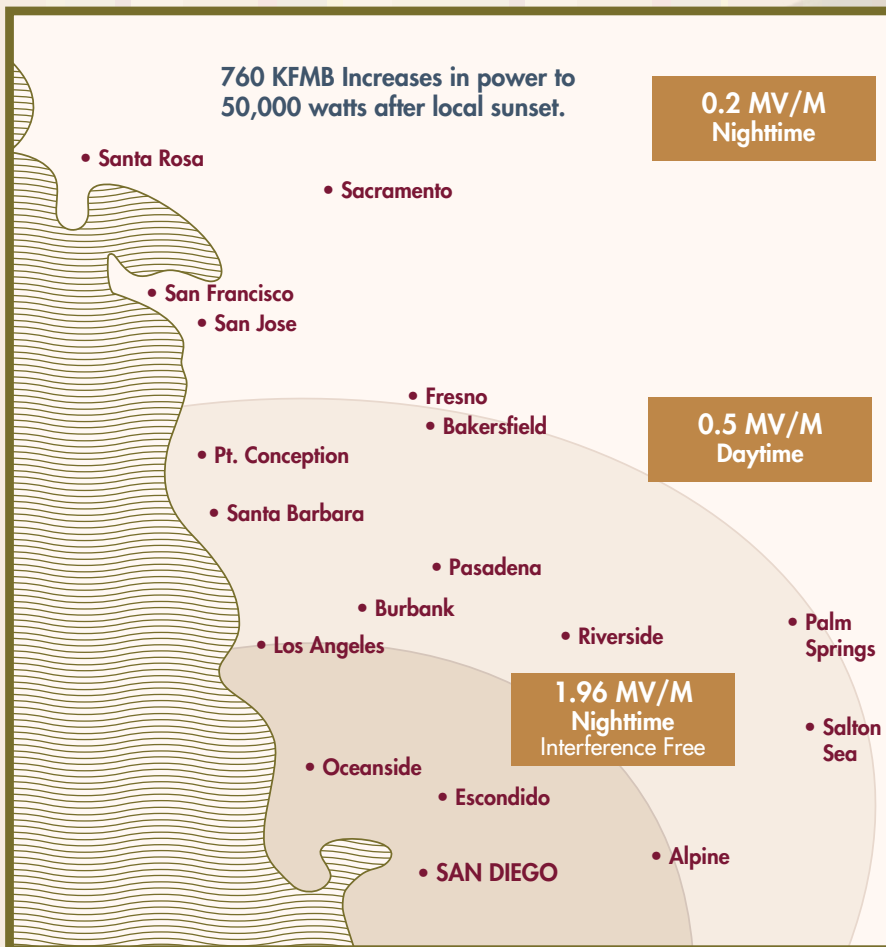 760 KFMB Increases in power to
50,000 watts after local sunset.
0.2 MV/M
Nighttime
• Santa Rosa
• Sacramento
• San Francisco
• San Jose
• Fresno
• Bakersfield
0.5 MV/M
Daytime
• Pt. Conception
• Santa Barbara
• Pasadena
• Burbank
• Los Angeles
• Riverside
• Palm
Springs
1.96 MV/M
Nighttime
Interference Free
• Salton
Sea
• Oceanside
• Escondido
• Alpine
• SAN DIEGO